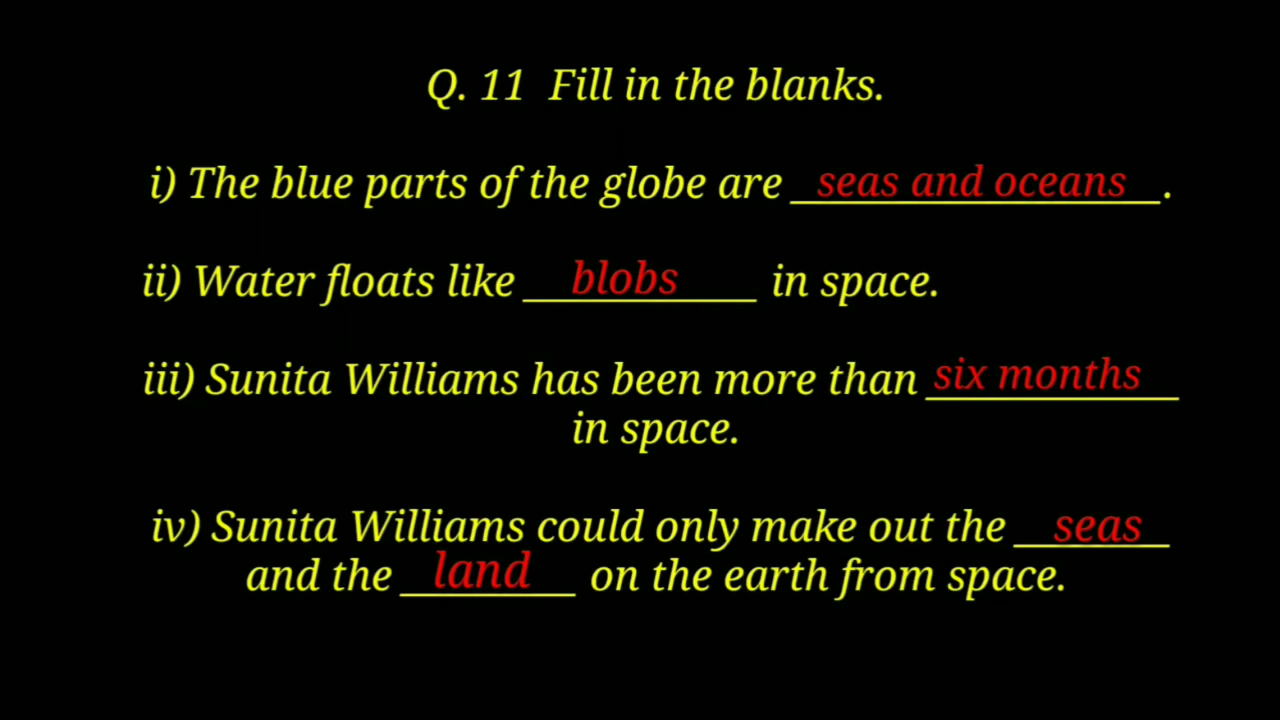 Q. 11 Fill in the blanks.
i) The blue parts of the globe are seas and oceans.
ii) Water floats like blobs in space.
iii) Sunita Williams has been more than six months
in space.
iv) Sunita Williams could only make out the seas
and the land on the earth from space.